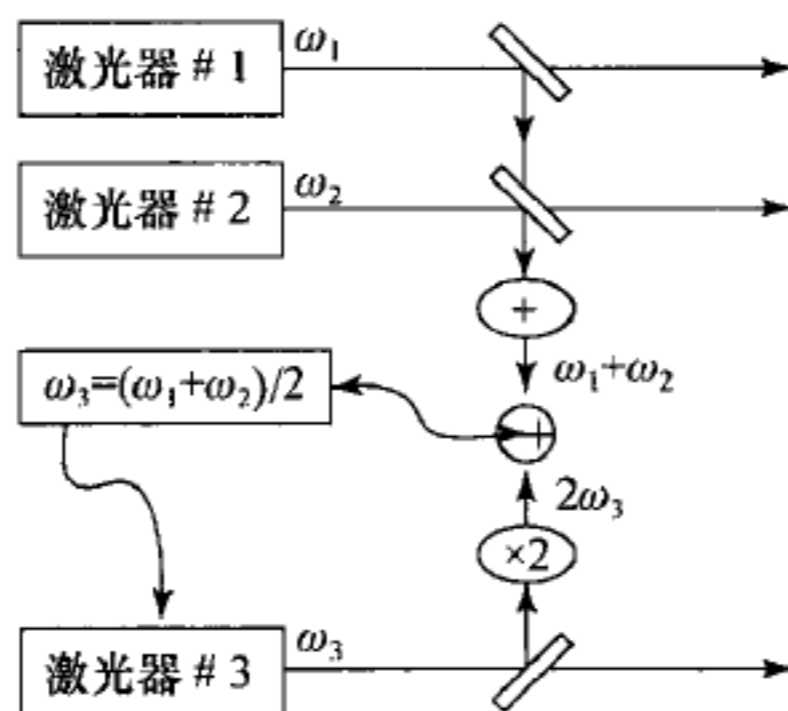 激光器 # 1
ω₁
激光器 # 2
ω₂
+
ω₁+ω₂
ω₃=(ω₁+ω₂)/2
+
2ω₃
×2
激光器 # 3
ω₃